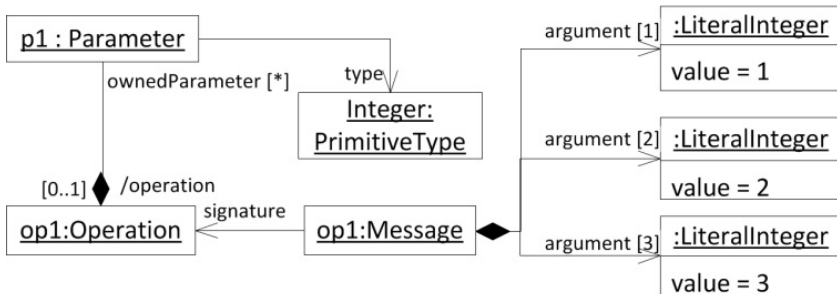 p1 : Parameter
ownedParameter [*]
type
Integer:
PrimitiveType
[0..1]
/operation
op1:Operation
signature
op1:Message
argument [1]
:LiteralInteger
value = 1
argument [2]
:LiteralInteger
value = 2
argument [3]
:LiteralInteger
value = 3